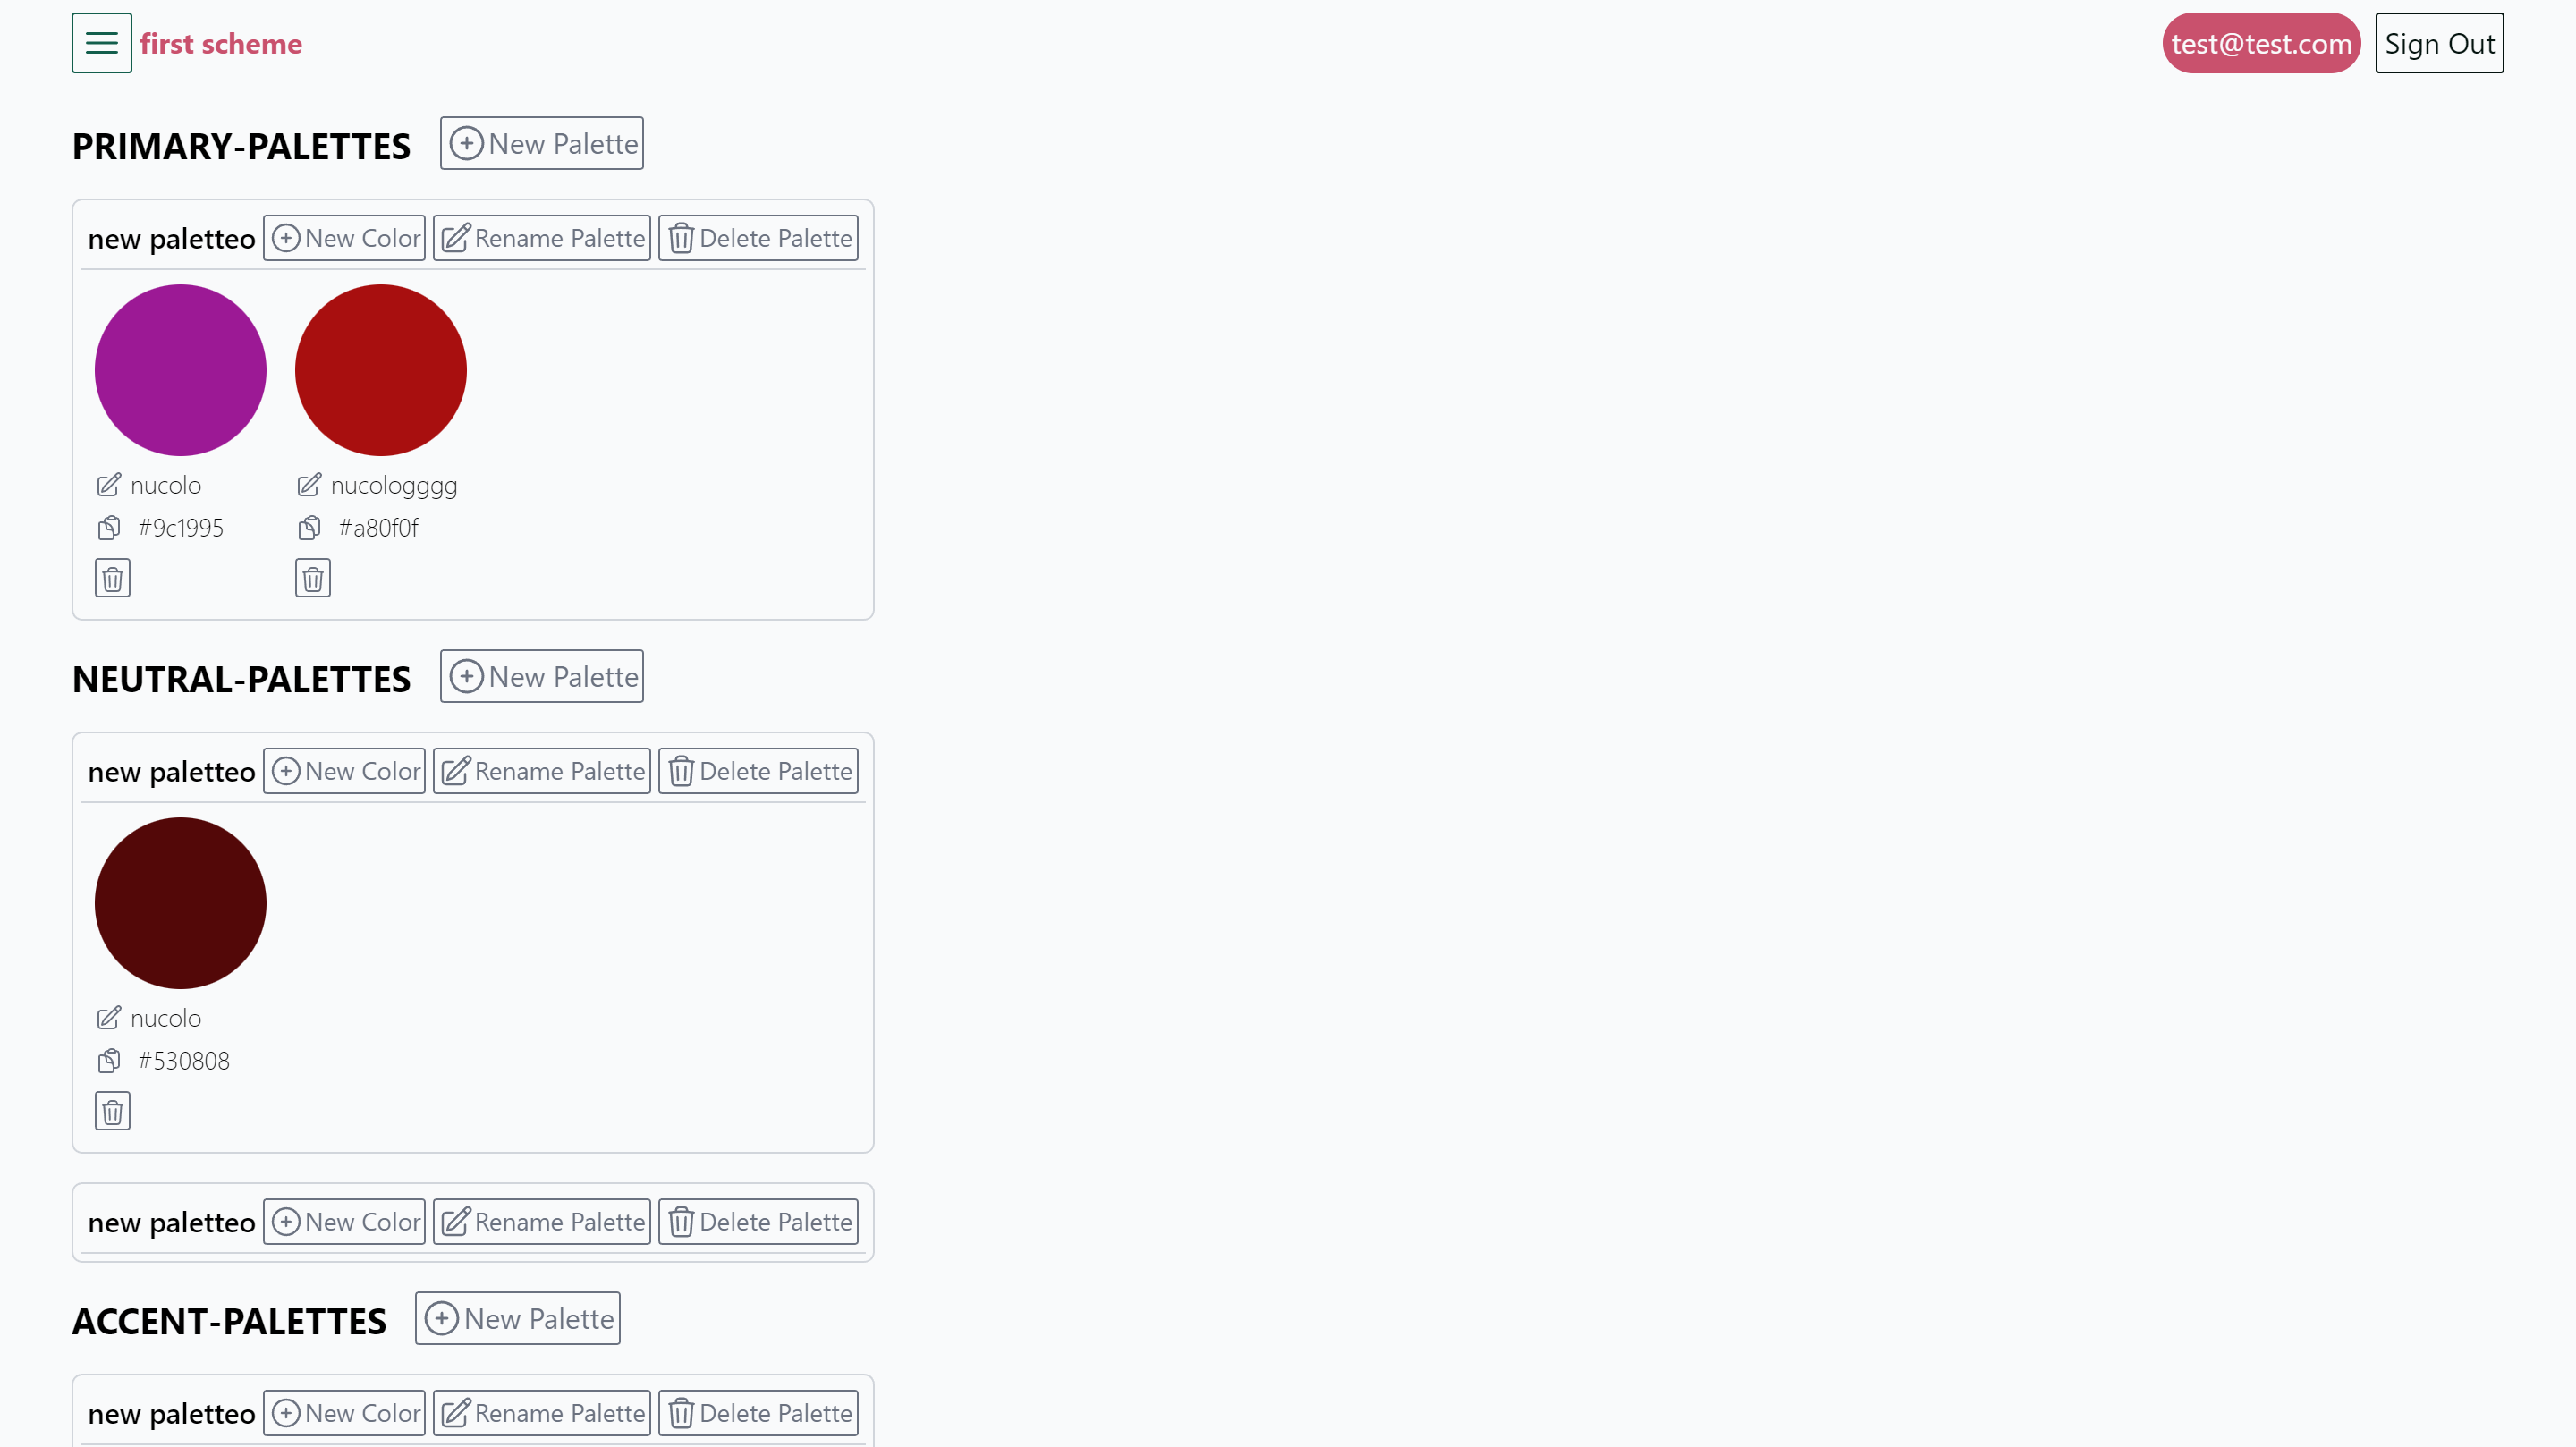 first scheme
test@test.com
Sign Out
PRIMARY-PALETTES
New Palette
new paletteo
New Color
Rename Palette
Delete Palette
nucolo
nucologggg
#9c1995
#a80f0f
NEUTRAL-PALETTES
New Palette
new paletteo
New Color
Rename Palette
Delete Palette
nucolo
#530808
new paletteo
New Color
Rename Palette
Delete Palette
ACCENT-PALETTES
New Palette
new paletteo
New Color
Rename Palette
Delete Palette